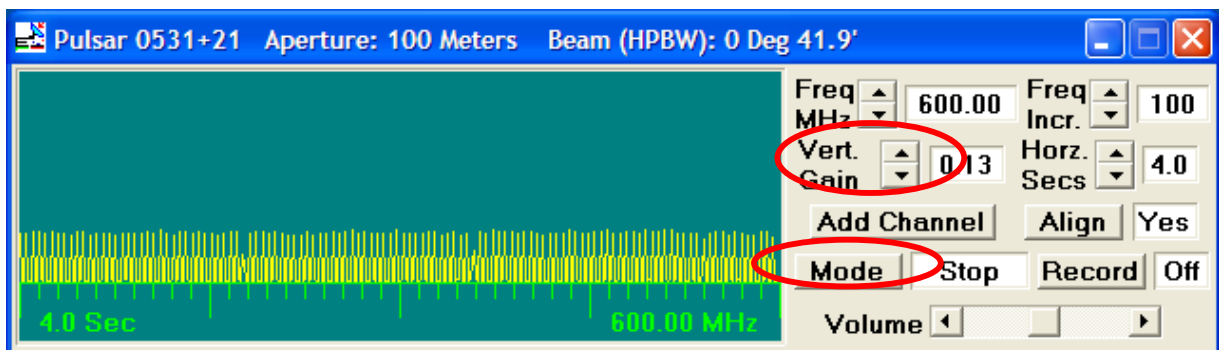 Pulsar 0531+21 Aperture: 100 Meters Beam (HPBW): 0 Deg 41.9'
Freq MHz 600.00 Freq Incr. 100
Vert. Gain 0.13 Horz. Secs 4.0
Add Channel Align Yes
Mode Stop Record Off
4.0 Sec 600.00 MHz Volume